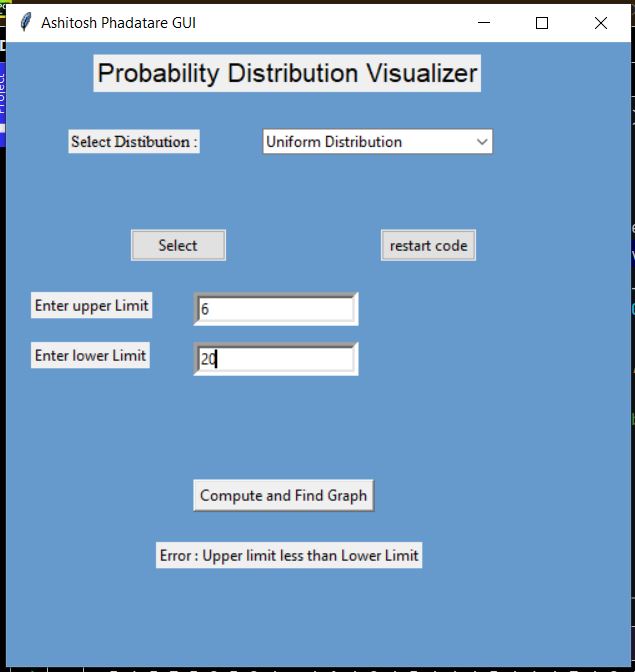 Ashitosh Phadatare GUI
Probability Distribution Visualizer
Select Distibution : Uniform Distribution
Select restart code
Enter upper Limit 6
Enter lower Limit 20
Compute and Find Graph
Error : Upper limit less than Lower Limit
Project